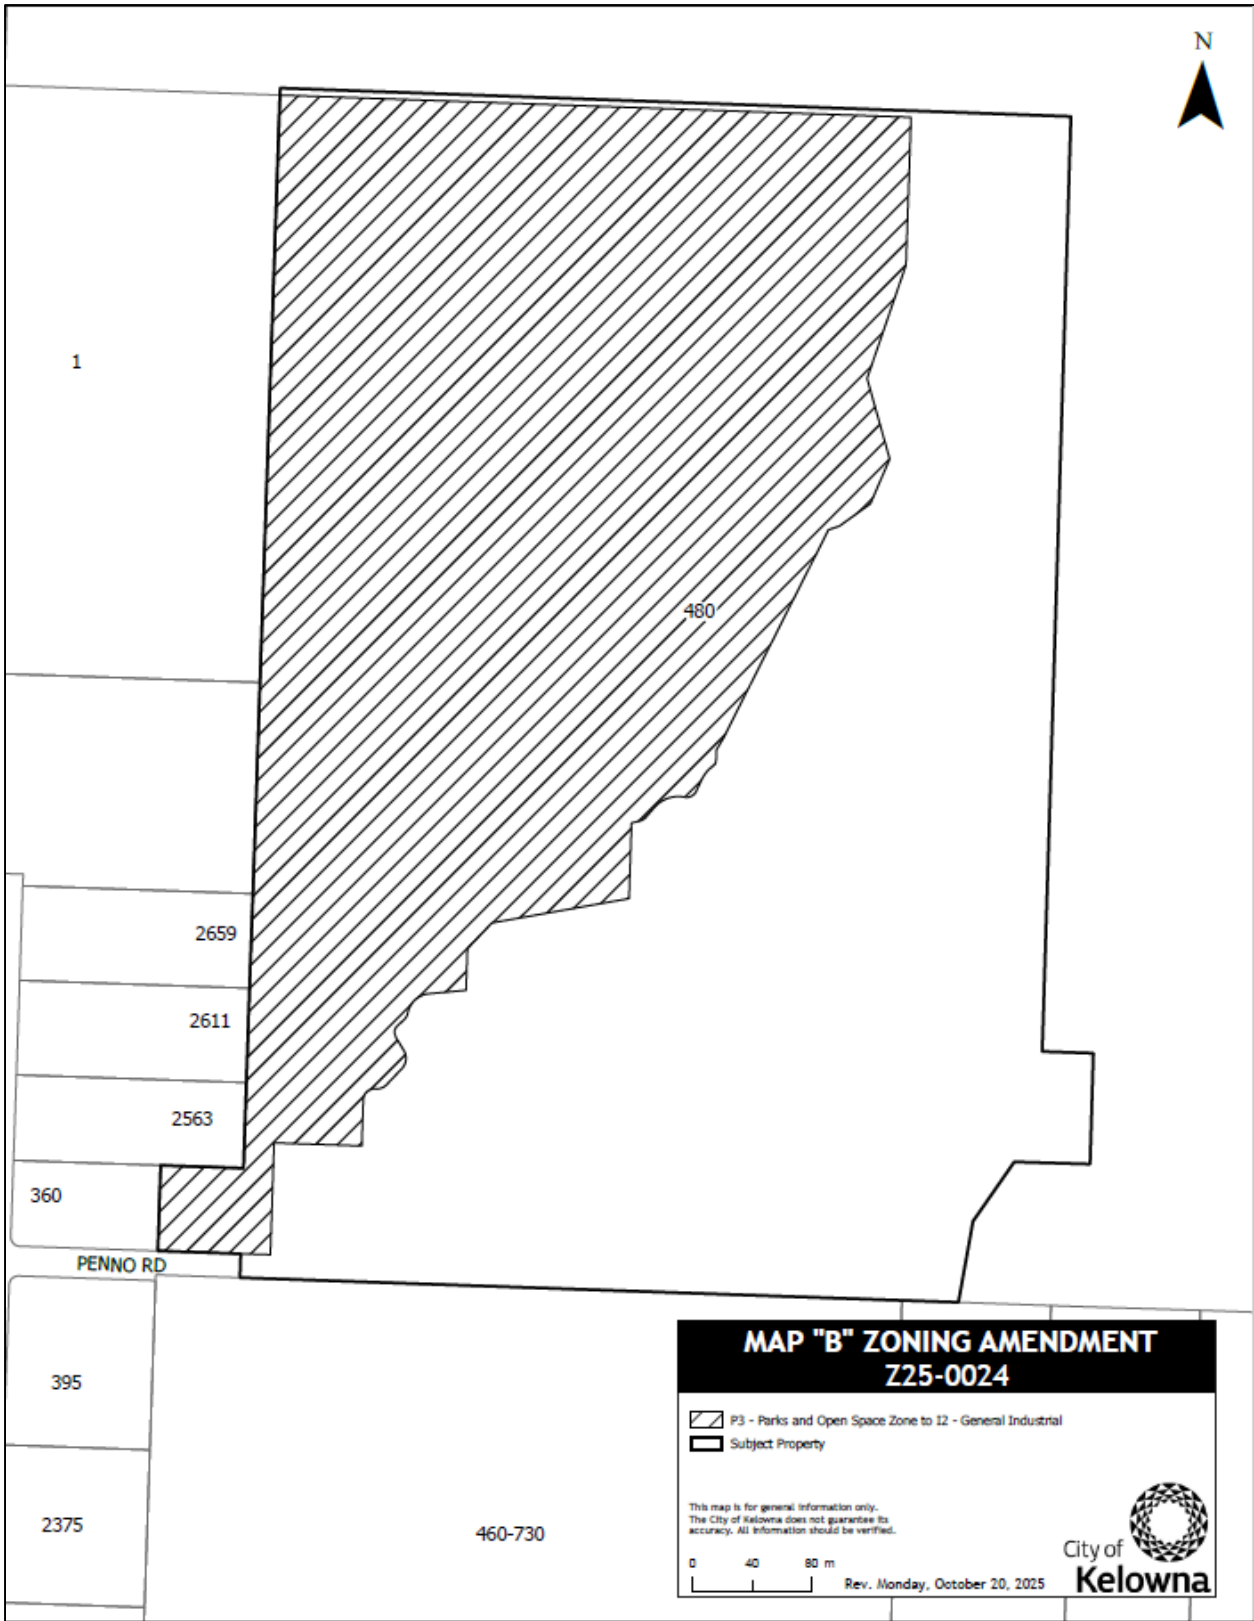 N
1
480
2659
2611
2563
360
PENNO RD
395
2375
460-730
MAP "B" ZONING AMENDMENT
Z25-0024
P3 - Parks and Open Space Zone to I2 - General Industrial
Subject Property
This map is for general information only.
The City of Kelowna does not guarantee its
accuracy. All information should be verified.
0 40 80 m
Rev. Monday, October 20, 2025
City of
Kelowna